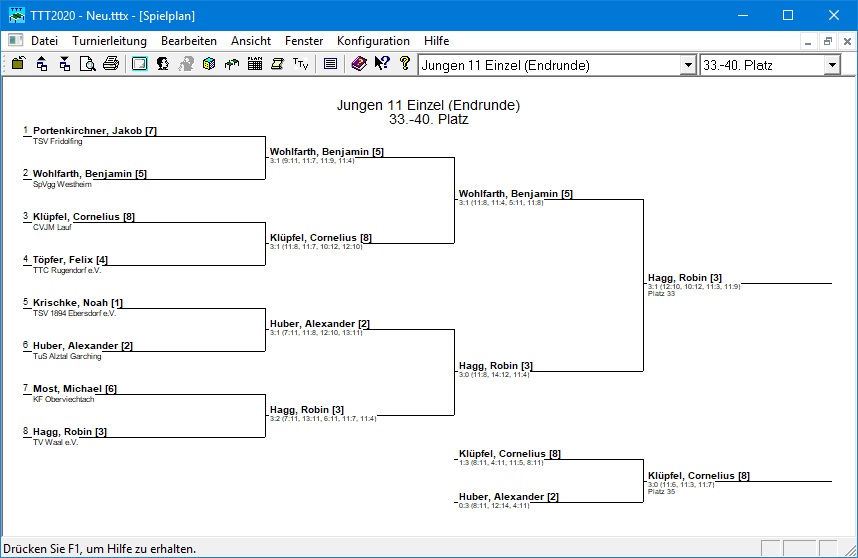 TTT2020 - Neu.tttx - [Spielplan]
Datei Turnierleitung Bearbeiten Ansicht Fenster Konfiguration Hilfe
Jungen 11 Einzel (Endrunde) 33.-40. Platz
Jungen 11 Einzel (Endrunde)
33.-40. Platz
1 Portenkirchner, Jakob [7]
TSV Fridolfing
Wohlfarth, Benjamin [5]
3:1 (9:11, 11:7, 11:9, 11:4)
2 Wohlfarth, Benjamin [5]
SpVgg Westheim
Wohlfarth, Benjamin [5]
3:1 (11:8, 11:4, 5:11, 11:8)
3 Klüpfel, Cornelius [8]
CVJM Lauf
Klüpfel, Cornelius [8]
3:1 (11:8, 11:7, 10:12, 12:10)
4 Töpfer, Felix [4]
TTC Rugendorf e.V.
Hagg, Robin [3]
3:1 (12:10, 10:12, 11:3, 11:9)
Platz 33
5 Krischke, Noah [1]
TSV 1894 Ebersdorf e.V.
Huber, Alexander [2]
3:1 (7:11, 11:8, 12:10, 13:11)
6 Huber, Alexander [2]
TuS Alztal Garching
Hagg, Robin [3]
3:0 (11:8, 14:12, 11:4)
7 Most, Michael [6]
KF Oberviechtach
Hagg, Robin [3]
3:2 (7:11, 13:11, 6:11, 11:7, 11:4)
8 Hagg, Robin [3]
TV Waal e.V.
Klüpfel, Cornelius [8]
1:3 (8:11, 4:11, 11:5, 8:11)
Klüpfel, Cornelius [8]
3:0 (11:6, 11:3, 11:7)
Platz 35
Huber, Alexander [2]
0:3 (8:11, 12:14, 4:11)
Drücken Sie F1, um Hilfe zu erhalten.